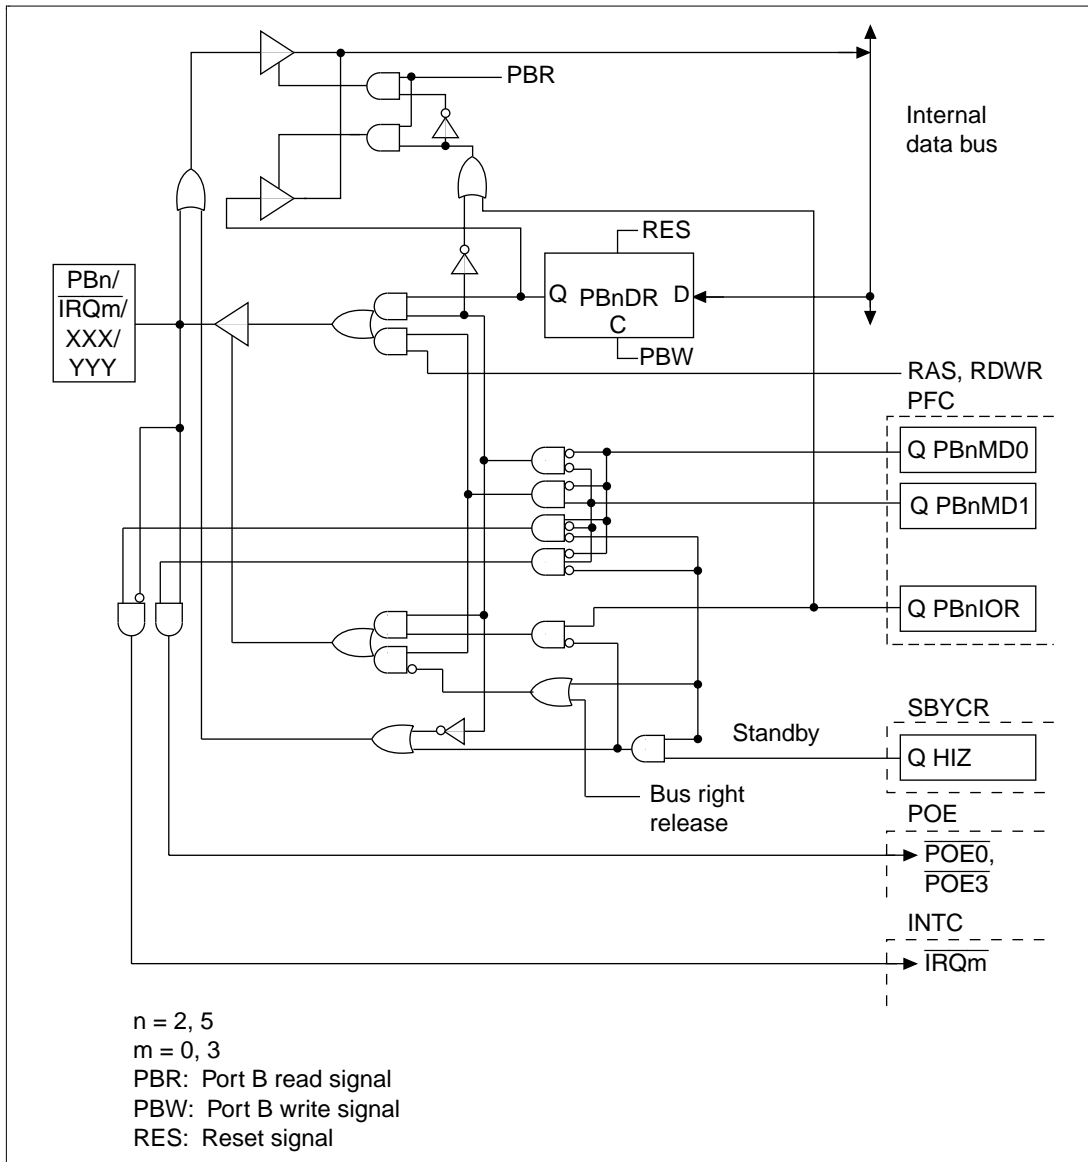 PBR
Internal
data bus
RES
Q PBnDR D
C
PBW
PBn/
IRQm/
XXX/
YYY
RAS, RDWR
PFC
Q PBnMD0
Q PBnMD1
Q PBnIOR
SBYCR
Standby
Q HIZ
Bus right
release
POE
POE0,
POE3
INTC
IRQm
n = 2, 5
m = 0, 3
PBR: Port B read signal
PBW: Port B write signal
RES: Reset signal